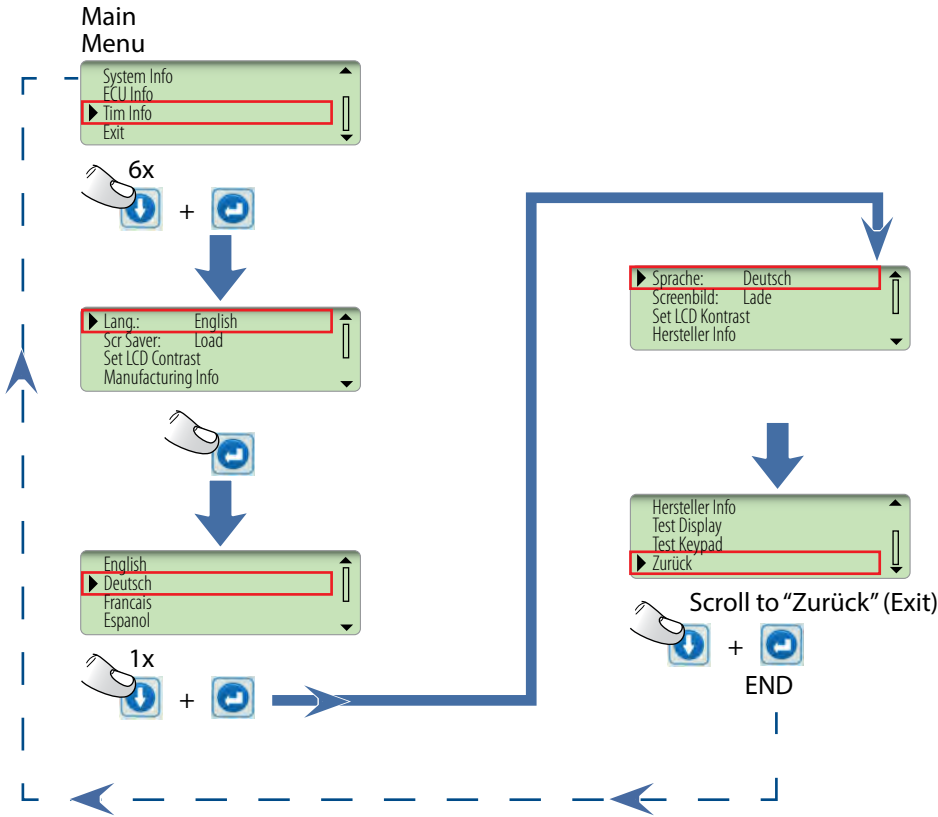 Main
Menu
System Info
ECU Info
Tim Info
Exit
6x
+
Lang.: English
Scr Saver: Load
Set LCD Contrast
Manufacturing Info
English
Deutsch
Francais
Espanol
1x
+
Sprache: Deutsch
Screenbild: Lade
Set LCD Kontrast
Hersteller Info
Hersteller Info
Test Display
Test Keypad
Zurück
Scroll to “Zurück” (Exit)
+
END